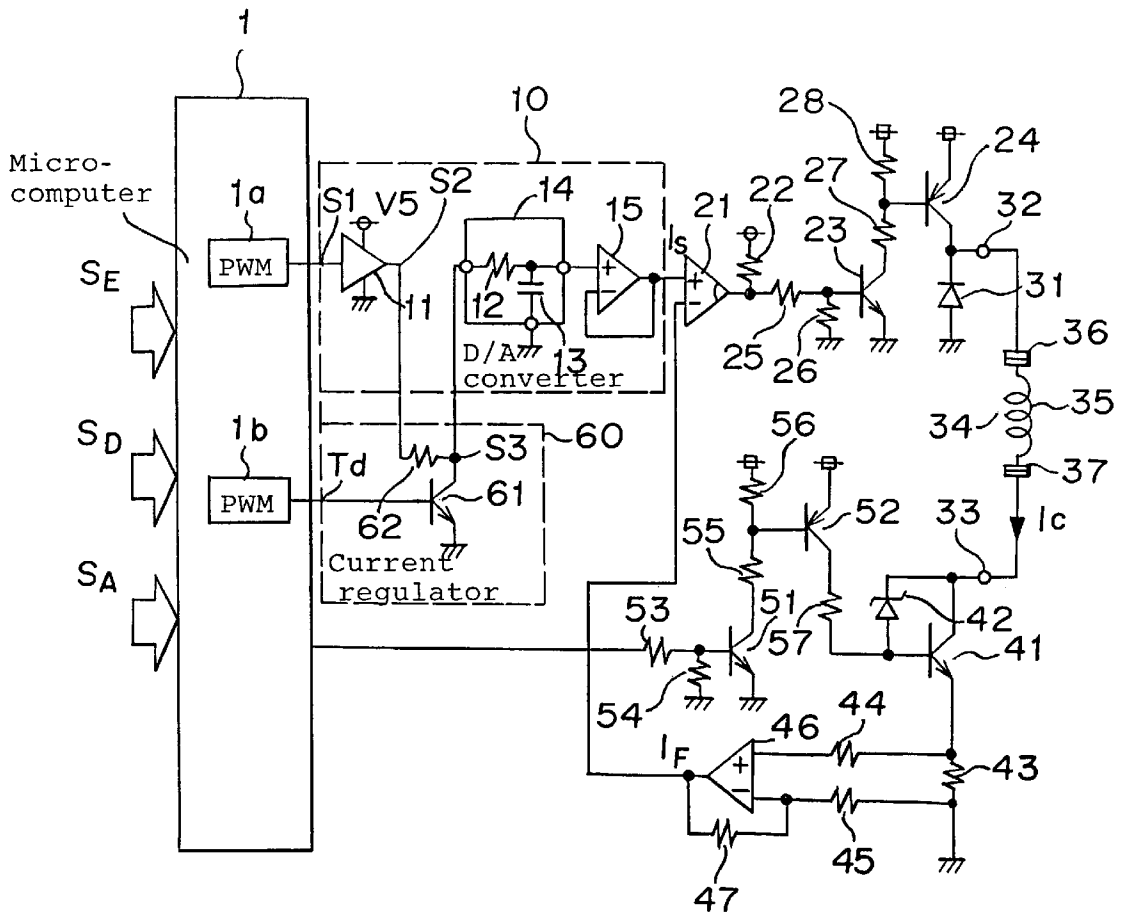 1
Micro-
computer
1a
PWM
S1
V5
11
S2
10
14
12
13
15
D/A
converter
IS
21
22
25
26
23
27
28
24
32
31
36
34
35
37
Ic
33
SE
SD
SA
1b
PWM
Td
62
61
S3
60
Current
regulator
56
52
55
51
57
42
41
53
54
46
44
43
IF
45
47